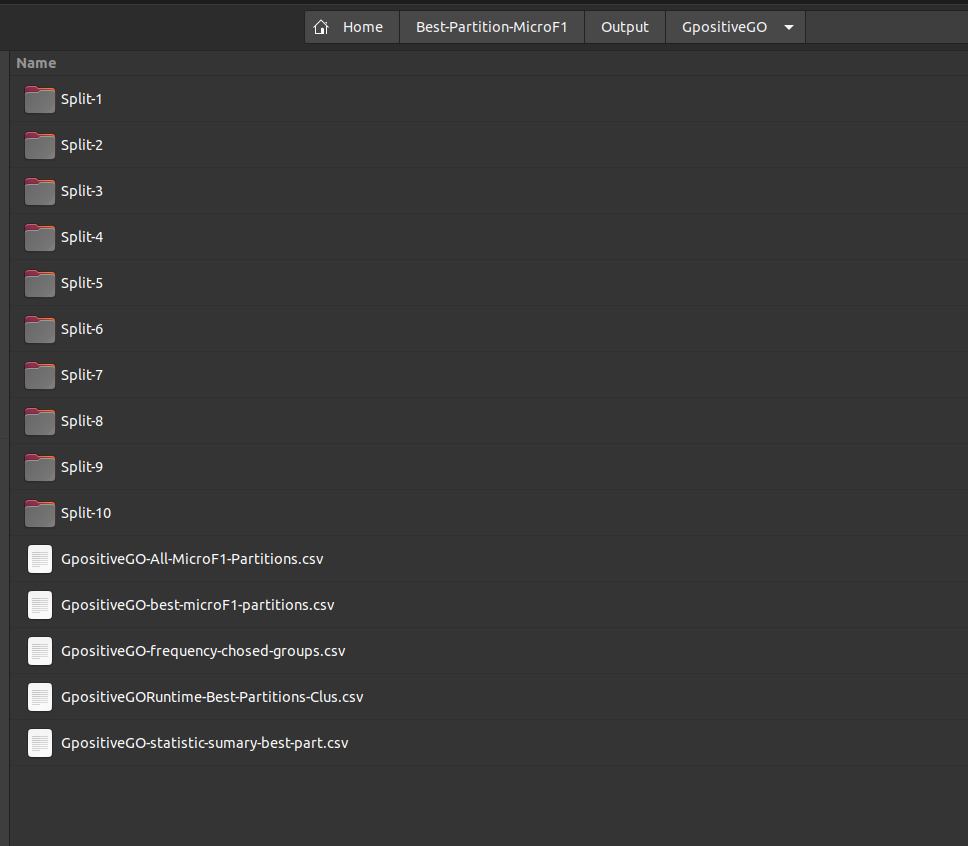 Home Best-Partition-MicroF1 Output GpositiveGO
Name
Split-1
Split-2
Split-3
Split-4
Split-5
Split-6
Split-7
Split-8
Split-9
Split-10
GpositiveGO-All-MicroF1-Partitions.csv
GpositiveGO-best-microF1-partitions.csv
GpositiveGO-frequency-chosed-groups.csv
GpositiveGORuntime-Best-Partitions-Clus.csv
GpositiveGO-statistic-sumary-best-part.csv